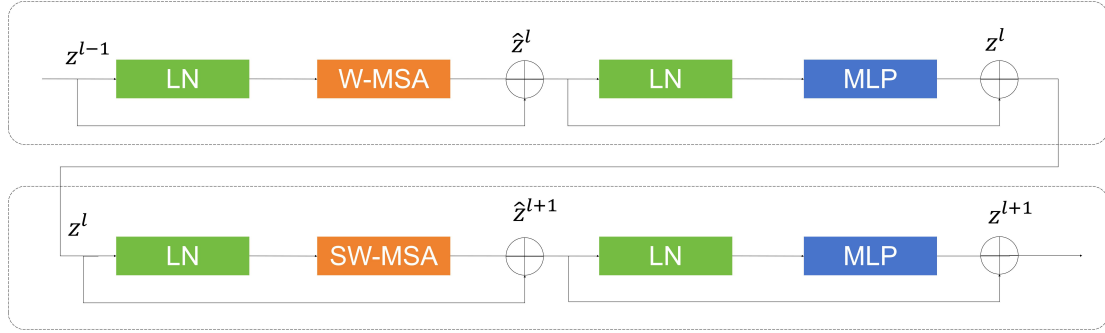 z^{l-1} LN W-MSA ẑ^{l} LN MLP z^{l}
z^{l} LN SW-MSA ẑ^{l+1} LN MLP z^{l+1}